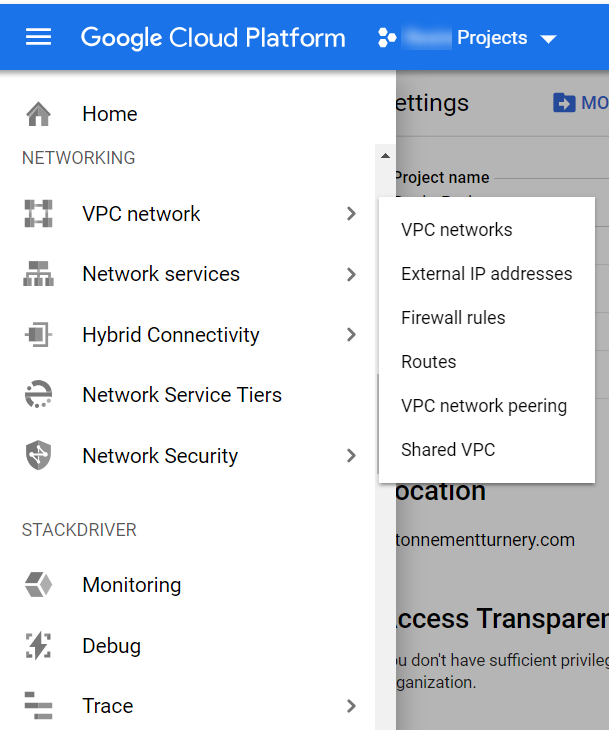 Google Cloud Platform
Projects
Home
NETWORKING
VPC network
Network services
Hybrid Connectivity
Network Service Tiers
Network Security
STACKDRIVER
Monitoring
Debug
Trace
VPC networks
External IP addresses
Firewall rules
Routes
VPC network peering
Shared VPC
ettings
MO
Project name
ocation
tonnementturnery.com
ccess Transparen
ou don't have sufficient privileg
ganization.